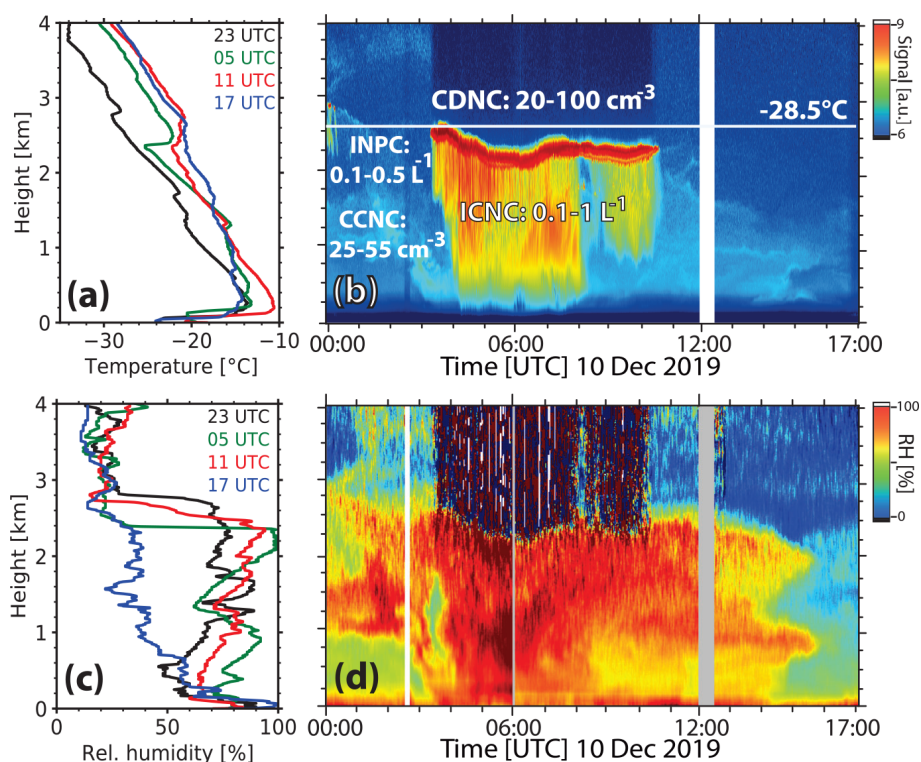 23 UTC
05 UTC
11 UTC
17 UTC
Height [km]
4
3
2
1
0
(a)
−30
−20
−10
Temperature [°C]
CDNC: 20-100 cm-3
-28.5°C
INPC:
0.1-0.5 L-1
ICNC: 0.1-1 L-1
CCNC:
25-55 cm-3
(b)
00:00
06:00
12:00
17:00
Time [UTC] 10 Dec 2019
9
Signal [a.u.]
6
23 UTC
05 UTC
11 UTC
17 UTC
Height [km]
4
3
2
1
0
(c)
0
50
100
Rel. humidity [%]
(d)
00:00
06:00
12:00
17:00
Time [UTC] 10 Dec 2019
100
RH [%]
0